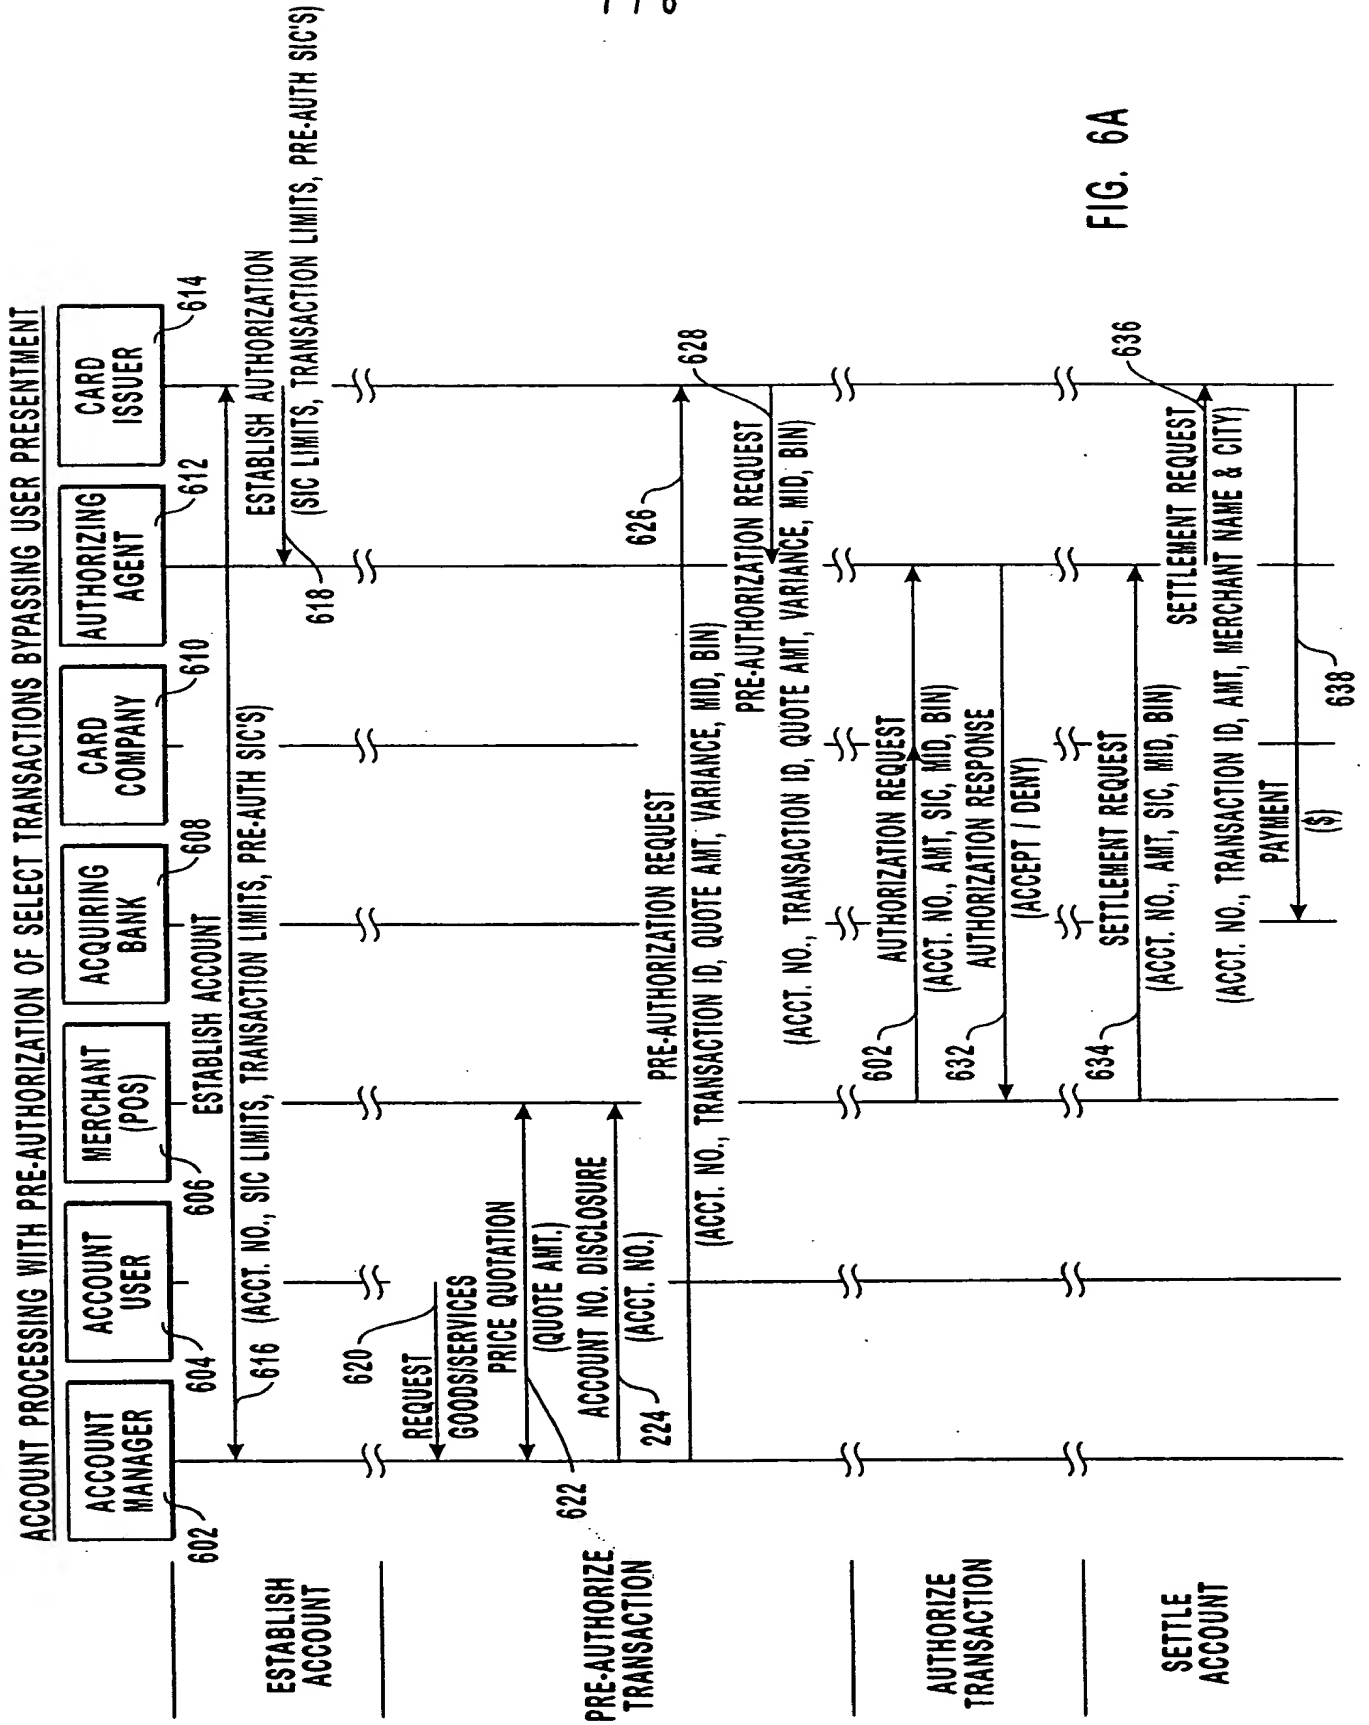 7 / 8
ACCOUNT PROCESSING WITH PRE-AUTHORIZATION OF SELECT TRANSACTIONS BYPASSING USER PRESENTMENT
ACCOUNT
MANAGER
602
ACCOUNT
USER
604
MERCHANT
(POS)
606
ACQUIRING
BANK
608
CARD
COMPANY
610
AUTHORIZING
AGENT
612
CARD
ISSUER
614
ESTABLISH
ACCOUNT
ESTABLISH ACCOUNT
616
(ACCT. NO., SIC LIMITS, TRANSACTION LIMITS, PRE-AUTH SIC'S)
ESTABLISH AUTHORIZATION
(SIC LIMITS, TRANSACTION LIMITS, PRE-AUTH SIC'S)
618
PRE-AUTHORIZE
TRANSACTION
620
REQUEST
GOODS/SERVICES
PRICE QUOTATION
(QUOTE AMT.)
622
ACCOUNT NO. DISCLOSURE
(ACCT. NO.)
224
PRE-AUTHORIZATION REQUEST
626
(ACCT. NO., TRANSACTION ID, QUOTE AMT, VARIANCE, MID, BIN)
628
PRE-AUTHORIZATION REQUEST
(ACCT. NO., TRANSACTION ID, QUOTE AMT, VARIANCE, MID, BIN)
AUTHORIZE
TRANSACTION
602
AUTHORIZATION REQUEST
(ACCT. NO., AMT, SIC, MID, BIN)
632
AUTHORIZATION RESPONSE
(ACCEPT / DENY)
SETTLE
ACCOUNT
634
SETTLEMENT REQUEST
(ACCT. NO., AMT, SIC, MID, BIN)
636
SETTLEMENT REQUEST
(ACCT. NO., TRANSACTION ID, AMT, MERCHANT NAME & CITY)
PAYMENT
($)
638
FIG. 6A